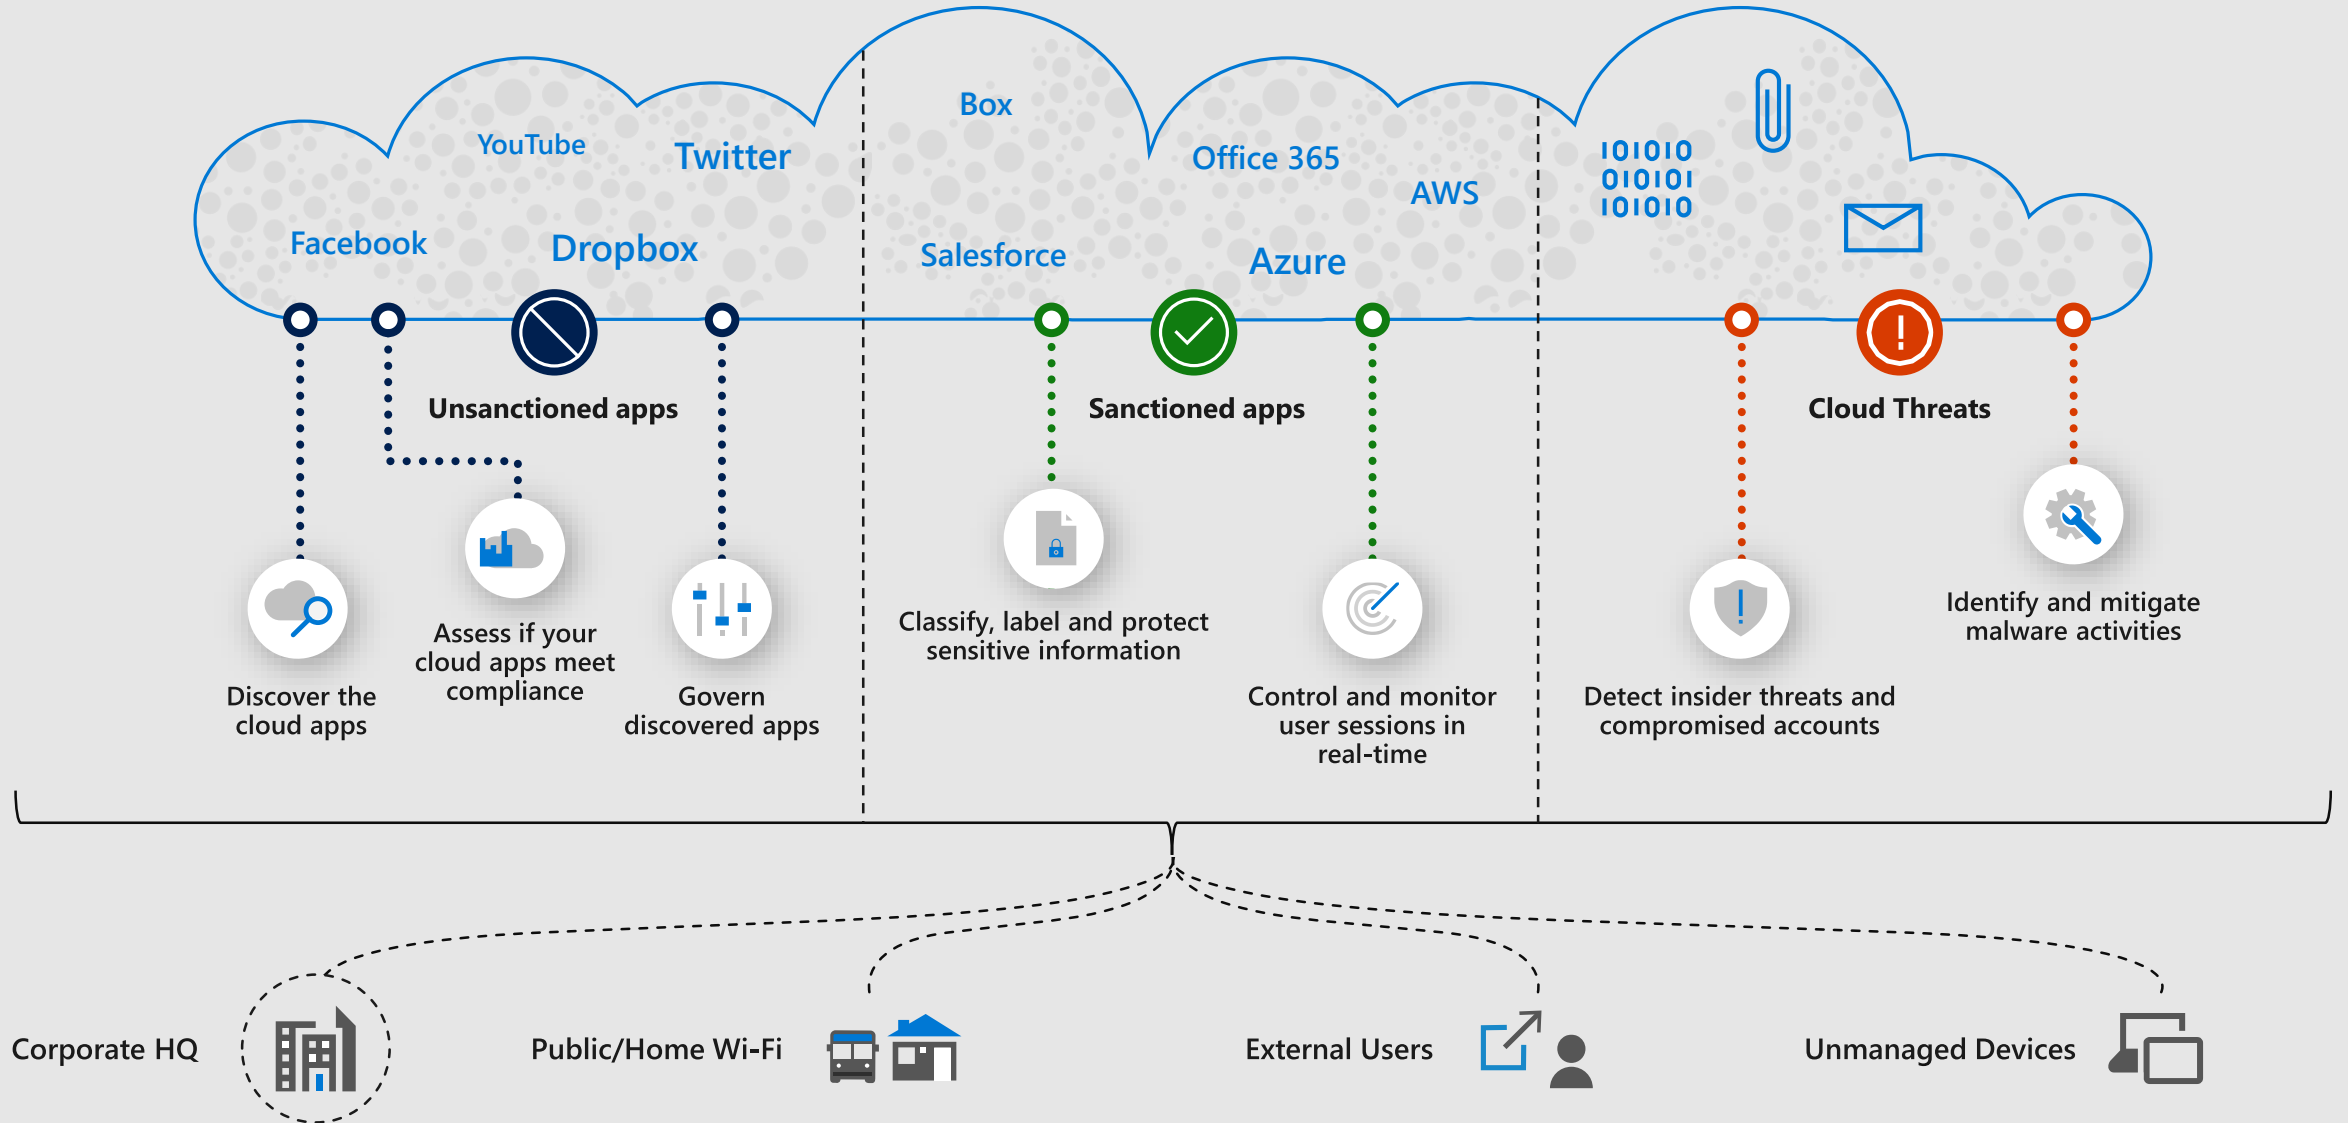 YouTube
Twitter
Facebook
Dropbox
Box
Office 365
AWS
Salesforce
Azure
101010
010101
101010
Unsanctioned apps
Sanctioned apps
Cloud Threats
Discover the
cloud apps
Assess if your
cloud apps meet
compliance
Govern
discovered apps
Classify, label and protect
sensitive information
Control and monitor
user sessions in
real-time
Detect insider threats and
compromised accounts
Identify and mitigate
malware activities
Corporate HQ
Public/Home Wi-Fi
External Users
Unmanaged Devices